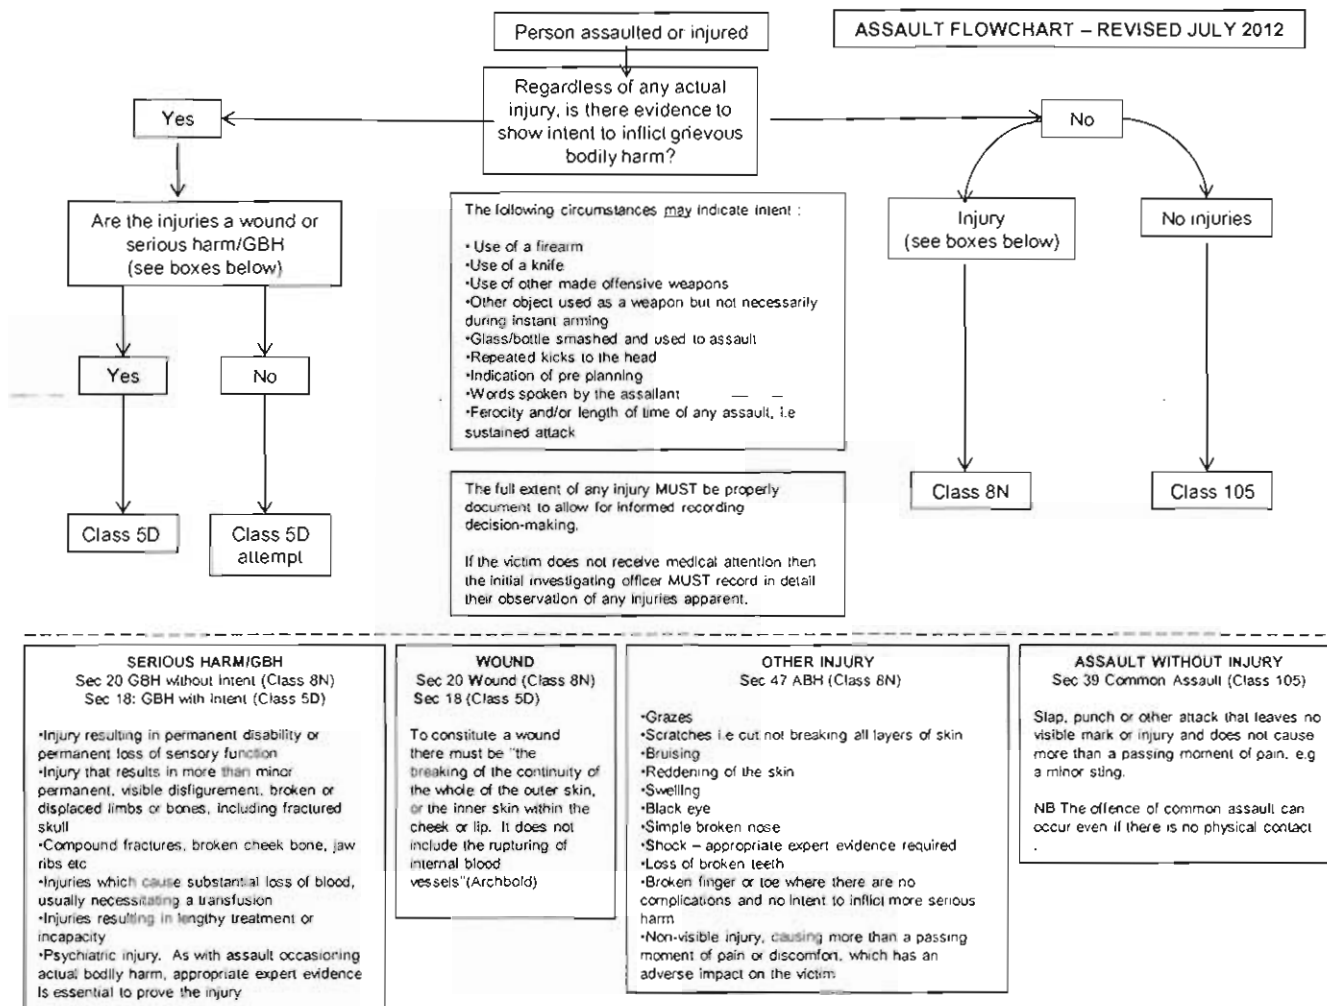 Person assaulted or injured
ASSAULT FLOWCHART – REVISED JULY 2012
Regardless of any actual
injury, is there evidence to
show intent to inflict grievous
bodily harm?
Yes
No
Are the injuries a wound or
serious harm/GBH
(see boxes below)
The following circumstances may indicate intent :
• Use of a firearm
•Use of a knife
•Use of other made offensive weapons
•Other object used as a weapon but not necessarily
during instant arming
•Glass/bottle smashed and used to assault
•Repeated kicks to the head
•Indication of pre planning
•Words spoken by the assailant
•Ferocity and/or length of time of any assault, i.e
sustained attack
Injury
(see boxes below)
No injuries
Yes
No
Class 5D
Class 5D
attempt
The full extent of any injury MUST be properly
document to allow for informed recording
decision-making.
If the victim does not receive medical attention then
the initial investigating officer MUST record in detail
their observation of any injuries apparent.
Class 8N
Class 105
SERIOUS HARM/GBH
Sec 20 GBH without Intent (Class 8N)
Sec 18: GBH with Intent (Class 5D)
•Injury resulting in permanent disability or
permanent loss of sensory function
•Injury that results in more than minor
permanent, visible disfigurement, broken or
displaced limbs or bones, including fractured
skull
•Compound fractures, broken cheek bone, jaw
ribs etc
•Injuries which cause substantial loss of blood,
usually necessitating a transfusion
•Injuries resulting in lengthy treatment or
incapacity
•Psychiatric injury. As with assault occasioning
actual bodily harm, appropriate expert evidence
Is essential to prove the injury
WOUND
Sec 20 Wound (Class 8N)
Sec 18 (Class 5D)
To constitute a wound
there must be "the
breaking of the continuity of
the whole of the outer skin,
or the inner skin within the
cheek or lip. It does not
include the rupturing of
internal blood
vessels"(Archbold)
OTHER INJURY
Sec 47 ABH (Class 8N)
•Grazes
•Scratches i.e cut not breaking all layers of skin
•Bruising
•Reddening of the skin
•Swelling
•Black eye
•Simple broken nose
•Shock – appropriate expert evidence required
•Loss of broken teeth
•Broken finger or toe where there are no
complications and no Intent to inflict more serious
harm
•Non-visible injury, causing more than a passing
moment of pain or discomfort, which has an
adverse impact on the victim.
ASSAULT WITHOUT INJURY
Sec 39 Common Assault (Class 105)
Slap, punch or other attack that leaves no
visible mark or injury and does not cause
more than a passing moment of pain. e.g
a minor sting.
NB The offence of common assault can
occur even if there is no physical contact
.